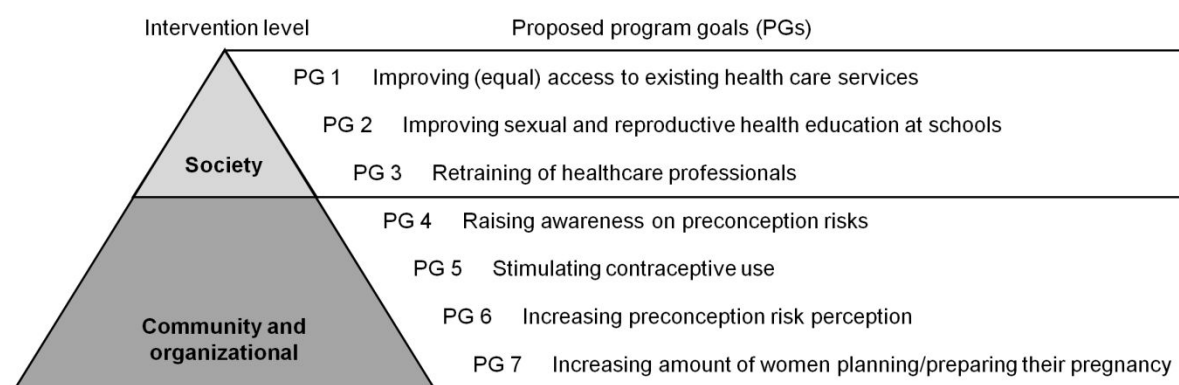 Intervention level Proposed program goals (PGs)
PG 1 Improving (equal) access to existing health care services
PG 2 Improving sexual and reproductive health education at schools
Society
PG 3 Retraining of healthcare professionals
PG 4 Raising awareness on preconception risks
PG 5 Stimulating contraceptive use
Community and
organizational
PG 6 Increasing preconception risk perception
PG 7 Increasing amount of women planning/preparing their pregnancy